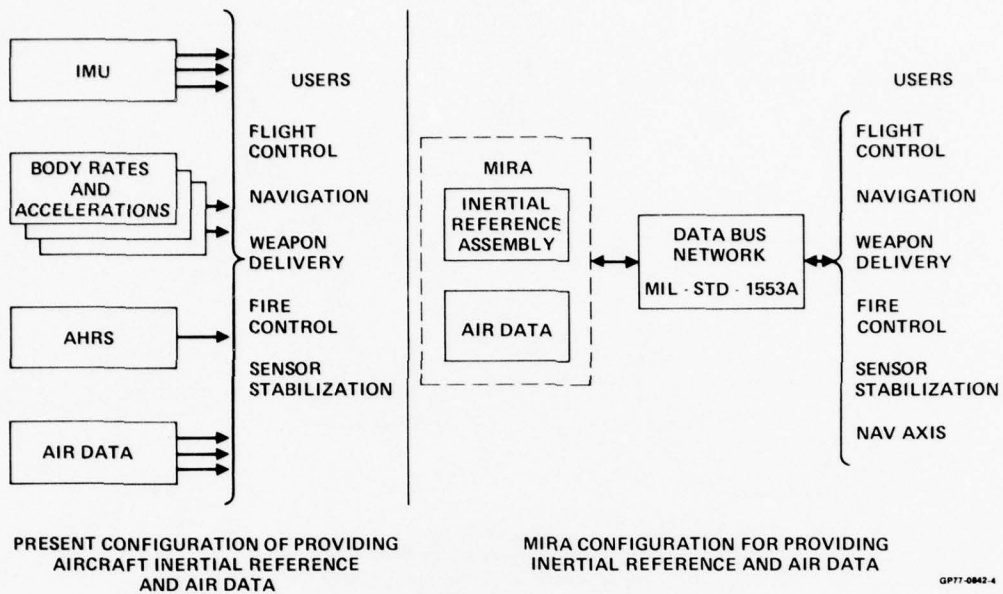 IMU
BODY RATES
AND
ACCELERATIONS
AHRS
AIR DATA
USERS
FLIGHT
CONTROL
NAVIGATION
WEAPON
DELIVERY
FIRE
CONTROL
SENSOR
STABILIZATION
PRESENT CONFIGURATION OF PROVIDING
AIRCRAFT INERTIAL REFERENCE
AND AIR DATA
MIRA
INERTIAL
REFERENCE
ASSEMBLY
AIR DATA
DATA BUS
NETWORK
MIL - STD - 1553A
USERS
FLIGHT
CONTROL
NAVIGATION
WEAPON
DELIVERY
FIRE
CONTROL
SENSOR
STABILIZATION
NAV AXIS
MIRA CONFIGURATION FOR PROVIDING
INERTIAL REFERENCE AND AIR DATA
GP77-0842-4